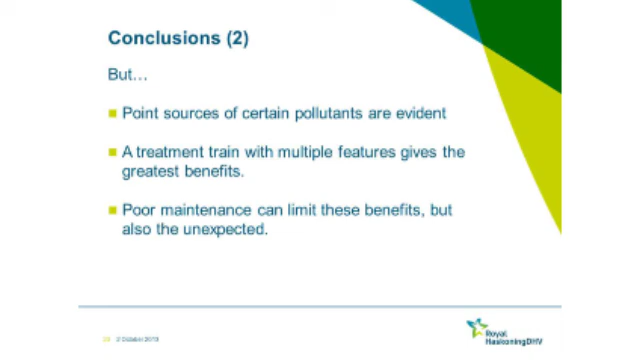 Conclusions (2)
But…
Point sources of certain pollutants are evident
A treatment train with multiple features gives the
greatest benefits.
Poor maintenance can limit these benefits, but
also the unexpected.
2 October 2013
Royal
HaskoningDHV